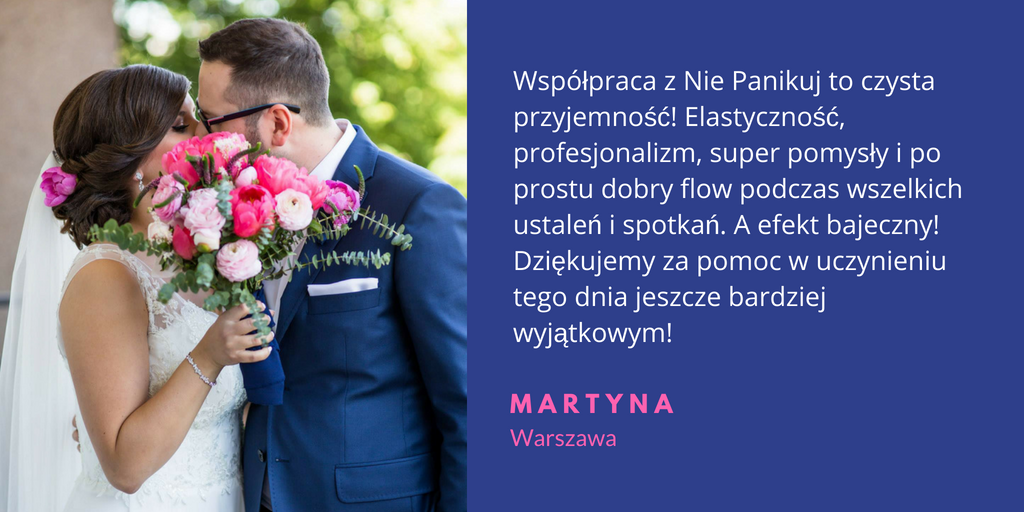 Współpraca z Nie Panikuj to czysta
przyjemność! Elastyczność,
profesjonalizm, super pomysły i po
prostu dobry flow podczas wszelkich
ustaleń i spotkań. A efekt bajeczny!
Dziękujemy za pomoc w uczynieniu
tego dnia jeszcze bardziej
wyjątkowym!
MARTYNA
Warszawa